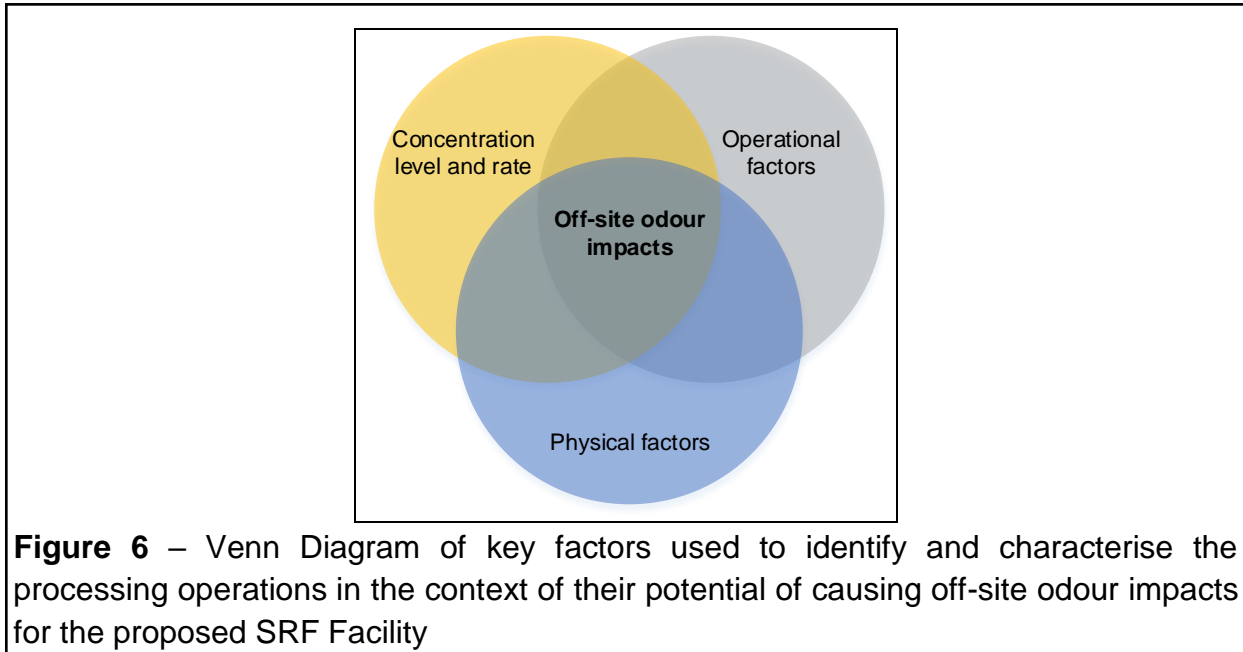 Concentration
level and rate
Operational
factors
Off-site odour
impacts
Physical factors
Figure 6 – Venn Diagram of key factors used to identify and characterise the
processing operations in the context of their potential of causing off-site odour impacts
for the proposed SRF Facility